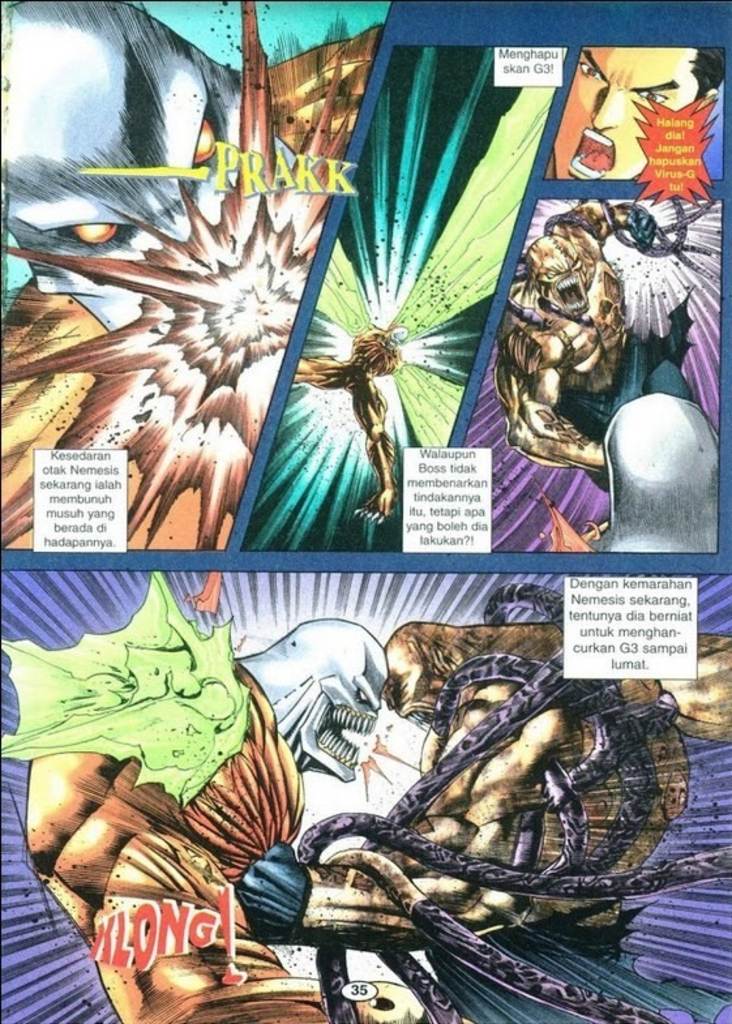 PRAKK
Kesedaran
otak Nemesis
sekarang ialah
membunuh
musuh yang
berada di
hadapannya.
Menghapu
skan G3!
Walaupun
Boss tidak
membenarkan
tindakannya
itu, tetapi apa
yang boleh dia
lakukan?!
Halang
dia!
Jangan
hapuskan
Virus-G
tu!
Dengan kemarahan
Nemesis sekarang,
tentunya dia berniat
untuk menghan-
curkan G3 sampai
lumat.
KLONG!
35